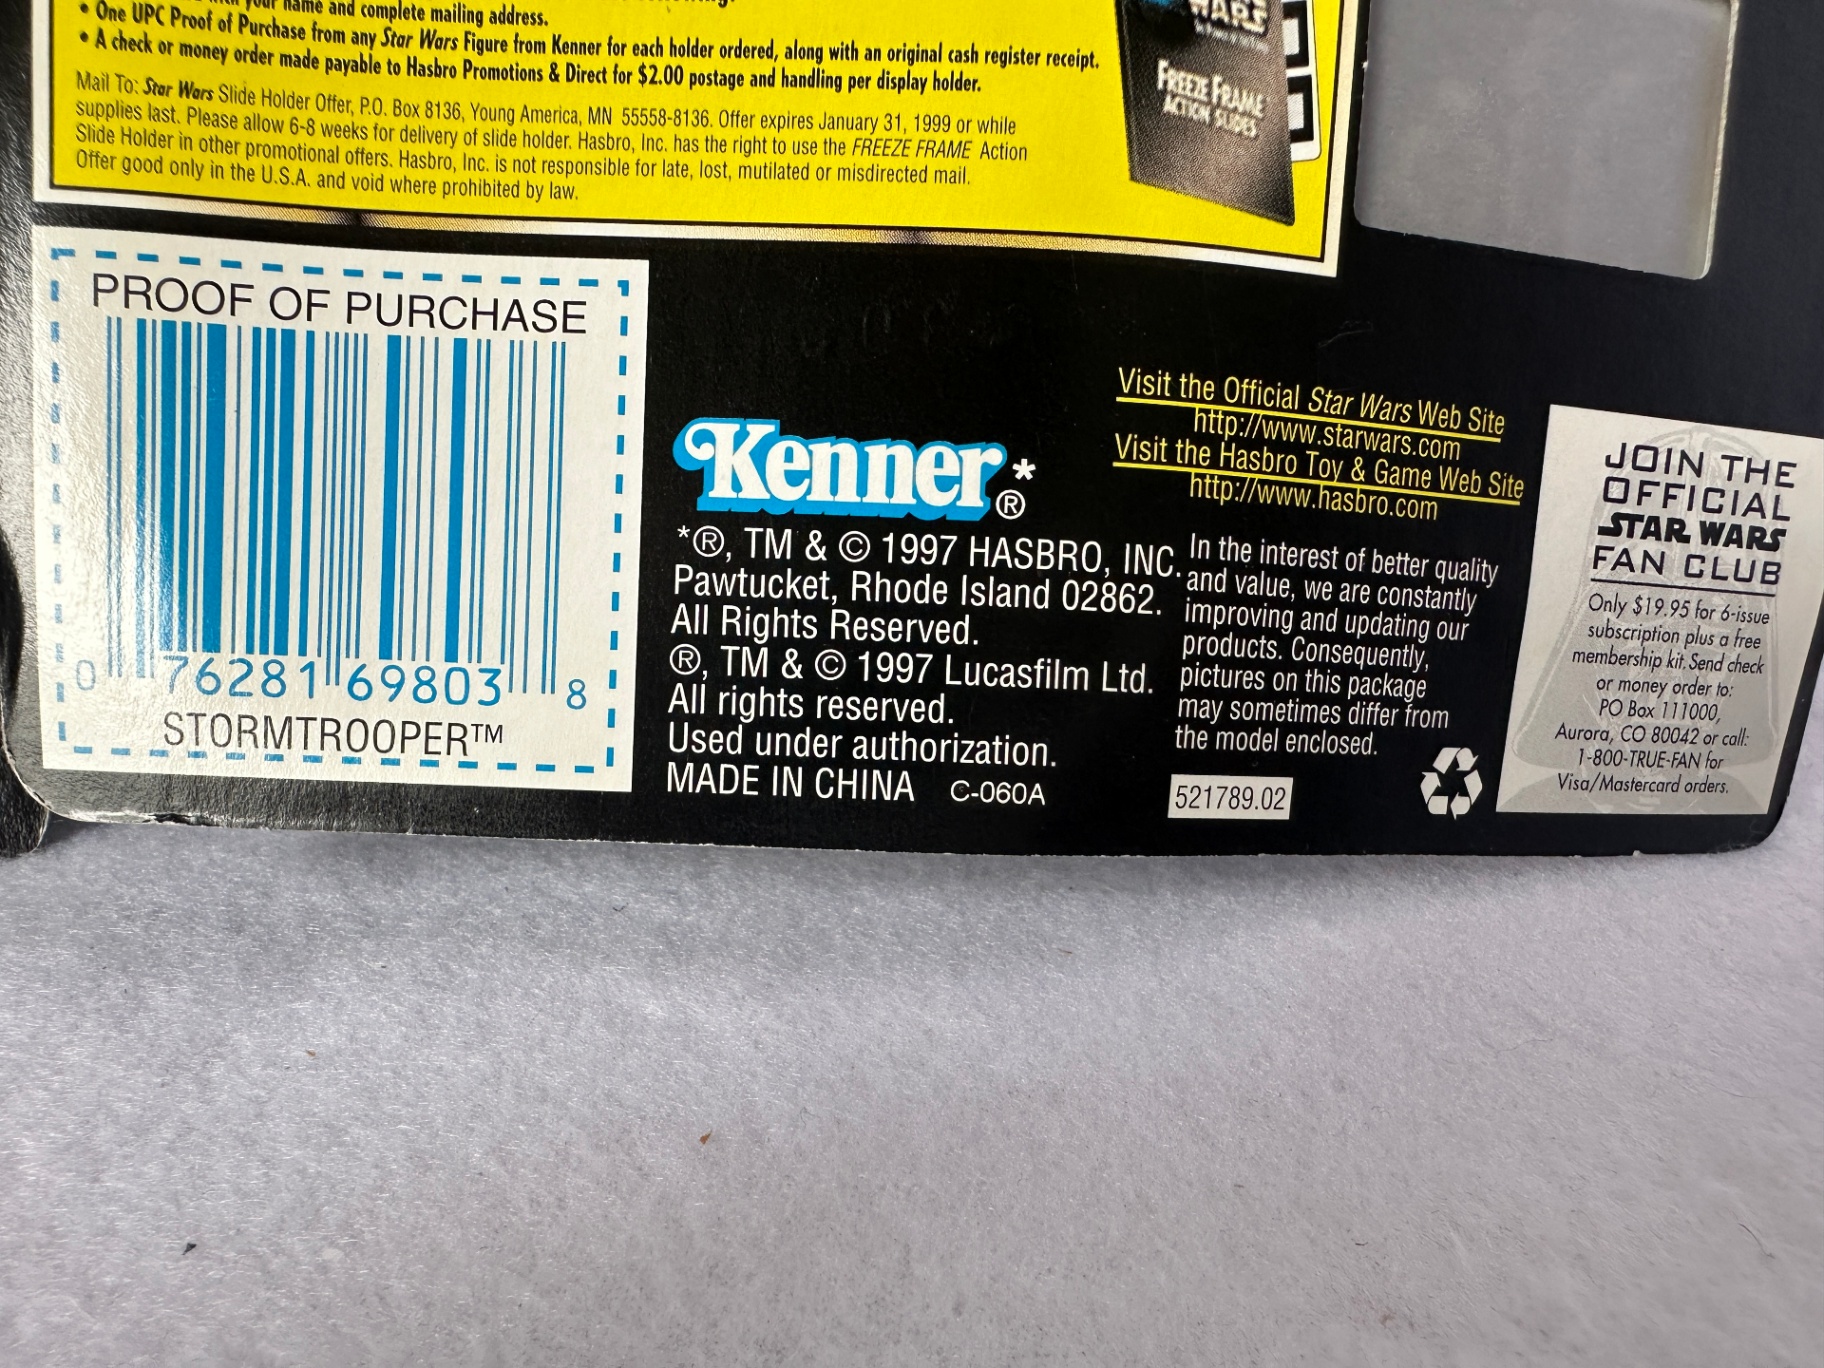 your name and complete mailing address.
• One UPC Proof of Purchase from any Star Wars Figure from Kenner for each holder ordered, along with an original cash register receipt.
• A check or money order made payable to Hasbro Promotions & Direct for $2.00 postage and handling per display holder.
Mail To: Star Wars Slide Holder Offer, P.O. Box 8136, Young America, MN 55558-8136. Offer expires January 31, 1999 or while
supplies last. Please allow 6-8 weeks for delivery of slide holder. Hasbro, Inc. has the right to use the FREEZE FRAME Action
Slide Holder in other promotional offers. Hasbro, Inc. is not responsible for late, lost, mutilated or misdirected mail.
Offer good only in the U.S.A. and void where prohibited by law.
WARS
FREEZE FRAME
ACTION SLIDES
PROOF OF PURCHASE
0 76281 69803 8
STORMTROOPER™
Kenner*®
*®, TM & © 1997 HASBRO, INC.
Pawtucket, Rhode Island 02862.
All Rights Reserved.
®, TM & © 1997 Lucasfilm Ltd.
All rights reserved.
Used under authorization.
MADE IN CHINA C-060A
Visit the Official Star Wars Web Site
http://www.starwars.com
Visit the Hasbro Toy & Game Web Site
http://www.hasbro.com
In the interest of better quality
and value, we are constantly
improving and updating our
products. Consequently,
pictures on this package
may sometimes differ from
the model enclosed.
521789.02
JOIN THE
OFFICIAL
STAR WARS
FAN CLUB
Only $19.95 for 6-issue
subscription plus a free
membership kit. Send check
or money order to:
PO Box 111000,
Aurora, CO 80042 or call:
1-800-TRUE-FAN for
Visa/Mastercard orders.